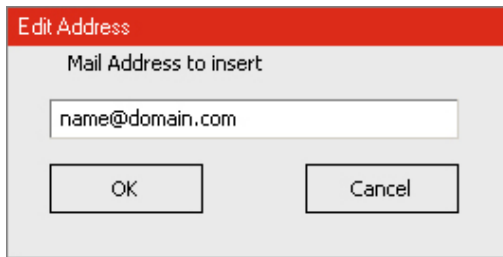 Edit Address
Mail Address to insert
name@domain.com
OK Cancel